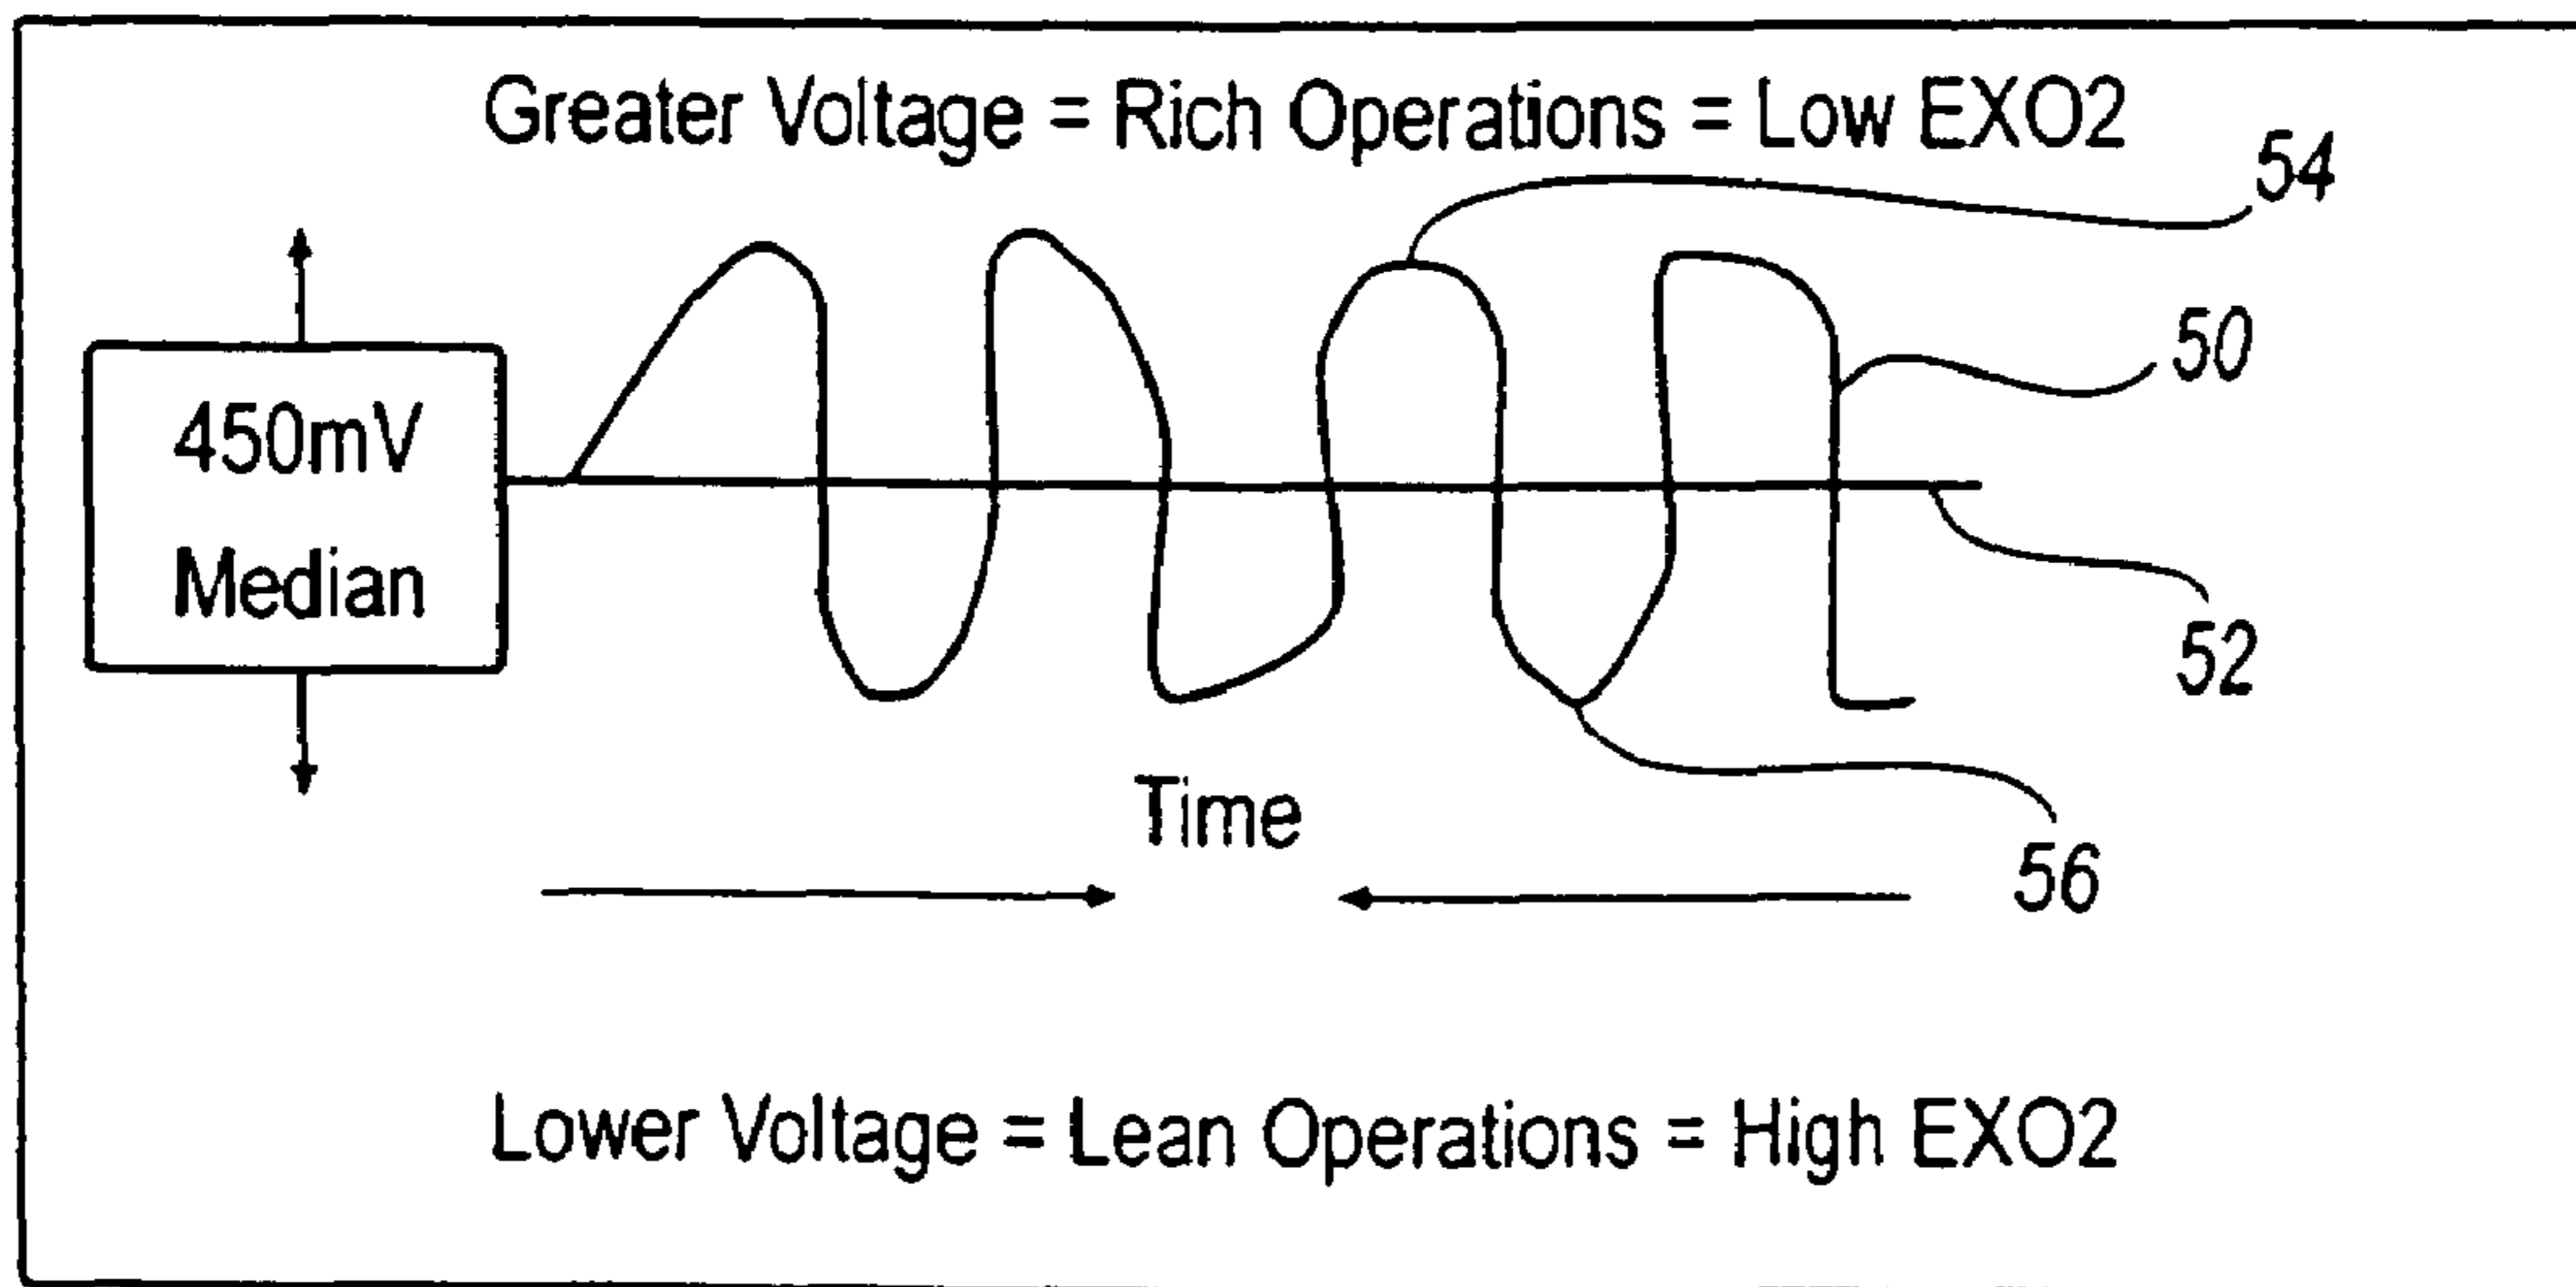 Greater Voltage = Rich Operations = Low EXO2
54
50
450mV
Median
52
Time
56
Lower Voltage = Lean Operations = High EXO2